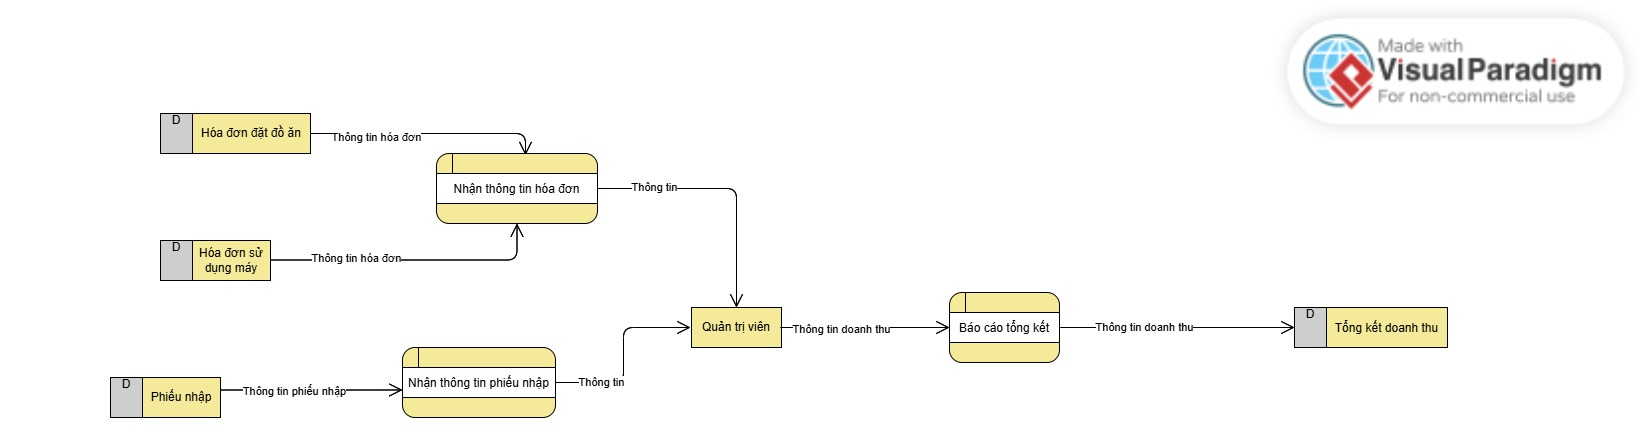 Made with
Visual Paradigm
For non-commercial use
D
Hóa đơn đặt đồ ăn
Thông tin hóa đơn
Nhận thông tin hóa đơn
Thông tin
D
Hóa đơn sử
dụng máy
Thông tin hóa đơn
Quản trị viên
Thông tin doanh thu
Báo cáo tổng kết
Thông tin doanh thu
D
Tổng kết doanh thu
D
Phiếu nhập
Thông tin phiếu nhập
Nhận thông tin phiếu nhập
Thông tin